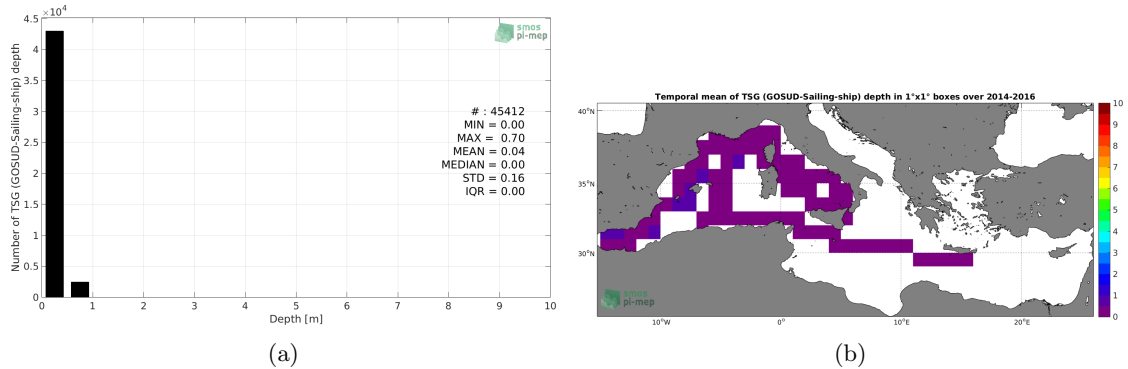 4.5 ×10⁴
smos
pi-mep
4
3.5
3
2.5
2
1.5
1
0.5
0
Number of TSG (GOSUD-Sailing-ship) depth
# : 45412
MIN = 0.00
MAX = 0.70
MEAN = 0.04
MEDIAN = 0.00
STD = 0.16
IQR = 0.00
0 1 2 3 4 5 6 7 8 9 10
Depth [m]
(a)
Temporal mean of TSG (GOSUD-Sailing-ship) depth in 1°x1° boxes over 2014-2016
40°N
35°N
30°N
10°W 0° 10°E 20°E
smos
pi-mep
10
9
8
7
6
5
4
3
2
1
0
(b)